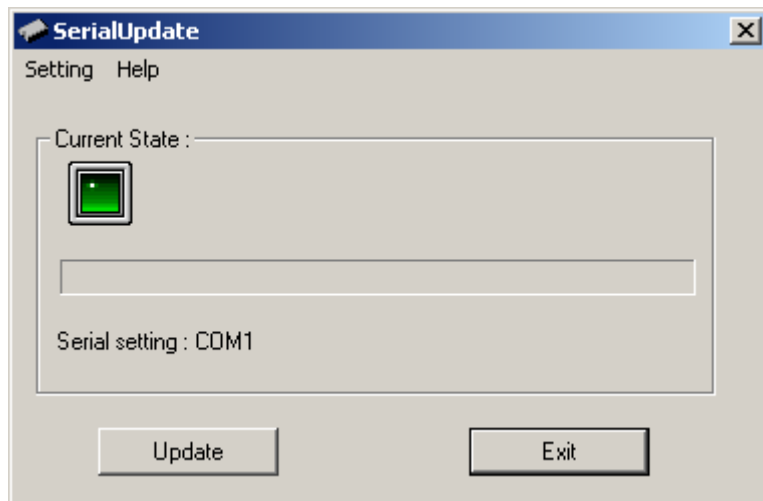 SerialUpdate
Setting Help
Current State :
Serial setting : COM1
Update Exit